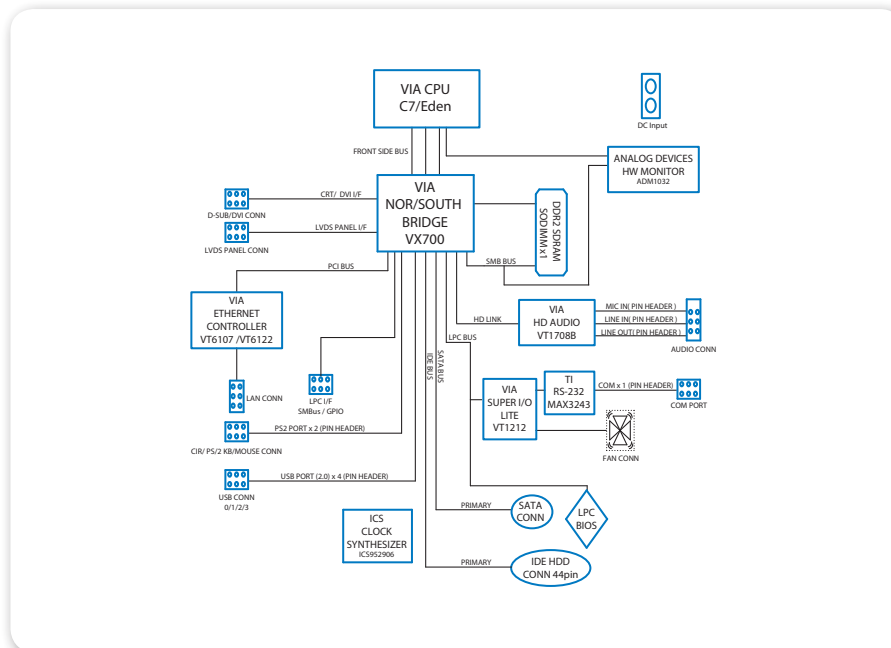 VIA CPU
C7/Eden
DC Input
FRONT SIDE BUS
ANALOG DEVICES
HW MONITOR
ADM1032
VIA
NOR/SOUTH
BRIDGE
VX700
CRT/ DVI I/F
D-SUB/DVI CONN
LVDS PANEL I/F
LVDS PANEL CONN
DDR2 SDRAM
SODIMM x1
SMB BUS
PCI BUS
VIA
ETHERNET
CONTROLLER
VT6107 /VT6122
HD LINK
VIA
HD AUDIO
VT1708B
MIC IN( PIN HEADER )
LINE IN( PIN HEADER )
LINE OUT( PIN HEADER )
AUDIO CONN
LPC BUS
IDE BUS
SATA BUS
LAN CONN
LPC I/F
SMBus / GPIO
VIA
SUPER I/O
LITE
VT1212
TI
RS-232
MAX3243
COM x 1 (PIN HEADER)
COM PORT
FAN CONN
PS2 PORT x 2 (PIN HEADER)
CIR/ PS/2 KB/MOUSE CONN
USB PORT (2.0) x 4 (PIN HEADER)
USB CONN
0/1/2/3
PRIMARY
SATA
CONN
LPC
BIOS
ICS
CLOCK
SYNTHESIZER
ICS952906
PRIMARY
IDE HDD
CONN 44pin